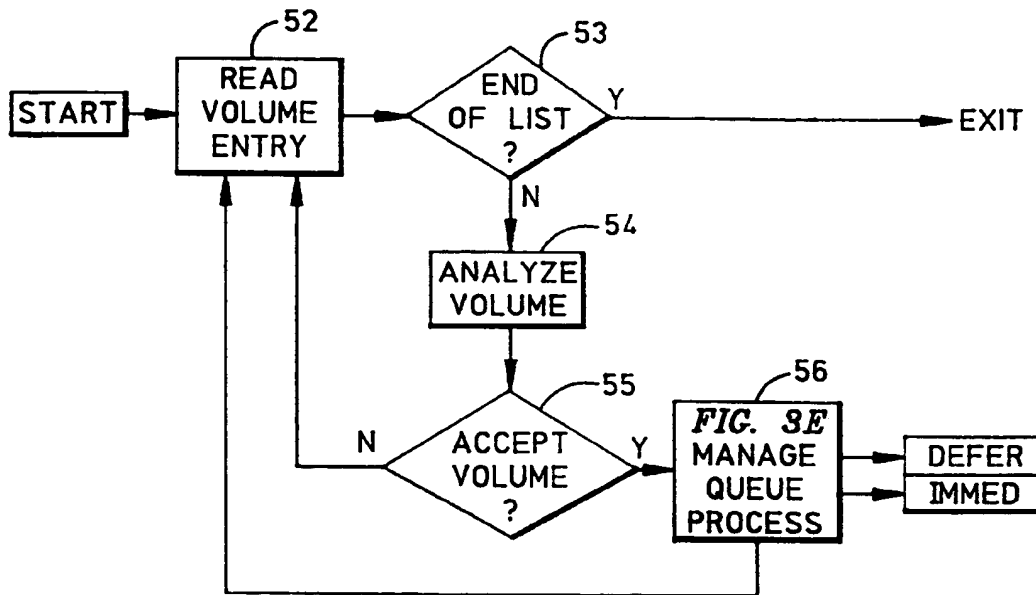 52
53
START
READ
VOLUME
ENTRY
END
OF LIST
?
Y
EXIT
N
54
ANALYZE
VOLUME
55
56
N
ACCEPT
VOLUME
?
Y
FIG. 3E
MANAGE
QUEUE
PROCESS
DEFER
IMMED